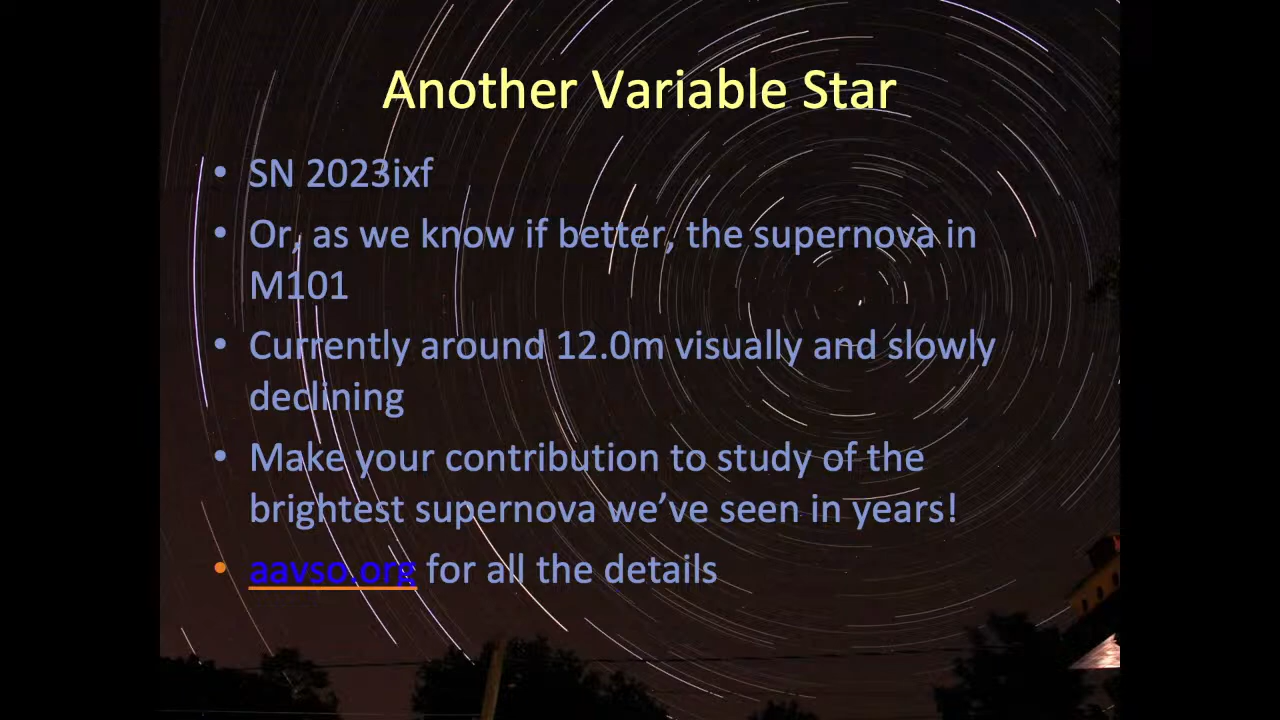 Another Variable Star
• SN 2023ixf
• Or, as we know if better, the supernova in
M101
• Currently around 12.0m visually and slowly
declining
• Make your contribution to study of the
brightest supernova we’ve seen in years!
• aavso.org for all the details